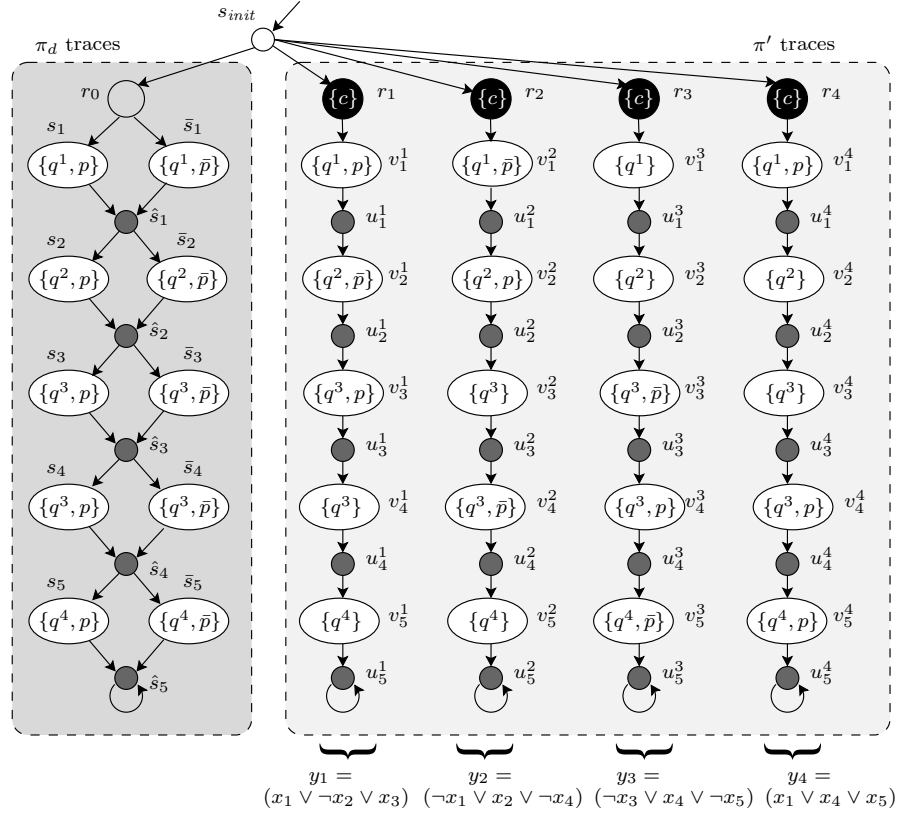 s_init
π_d traces π′ traces
r_0 {c} r_1 {c} r_2 {c} r_3 {c} r_4
s_1 s̄_1
{q^1, p} {q^1, p̄} {q^1, p} v_1^1 {q^1, p̄} v_1^2 {q^1} v_1^3 {q^1, p} v_1^4
ŝ_1 u_1^1 u_1^2 u_1^3 u_1^4
s_2 s̄_2
{q^2, p} {q^2, p̄} {q^2, p̄} v_2^1 {q^2, p} v_2^2 {q^2} v_2^3 {q^2} v_2^4
ŝ_2 u_2^1 u_2^2 u_2^3 u_2^4
s_3 s̄_3
{q^3, p} {q^3, p̄} {q^3, p} v_3^1 {q^3} v_3^2 {q^3, p̄} v_3^3 {q^3} v_3^4
ŝ_3 u_3^1 u_3^2 u_3^3 u_3^4
s_4 s̄_4
{q^3, p} {q^3, p̄} {q^3} v_4^1 {q^3, p̄} v_4^2 {q^3, p} v_4^3 {q^3, p} v_4^4
ŝ_4 u_4^1 u_4^2 u_4^3 u_4^4
s_5 s̄_5
{q^4, p} {q^4, p̄} {q^4} v_5^1 {q^4} v_5^2 {q^4, p̄} v_5^3 {q^4, p} v_5^4
ŝ_5 u_5^1 u_5^2 u_5^3 u_5^4
y_1 = y_2 = y_3 = y_4 =
(x_1 ∨ ¬x_2 ∨ x_3) (¬x_1 ∨ x_2 ∨ ¬x_4) (¬x_3 ∨ x_4 ∨ ¬x_5) (x_1 ∨ x_4 ∨ x_5)